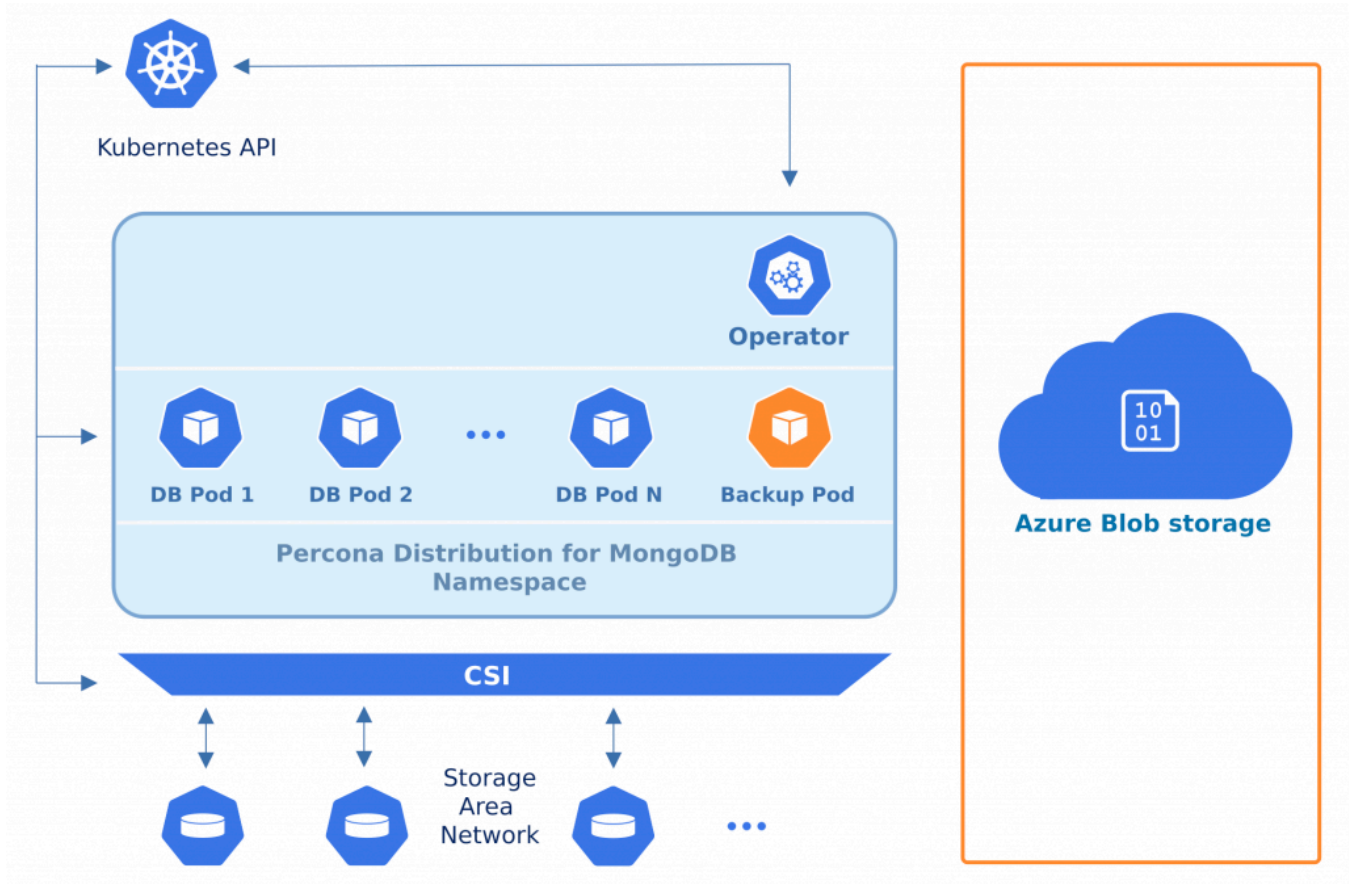 Kubernetes API
Operator
DB Pod 1
DB Pod 2
DB Pod N
Backup Pod
Percona Distribution for MongoDB
Namespace
CSI
Storage
Area
Network
10
01
Azure Blob storage